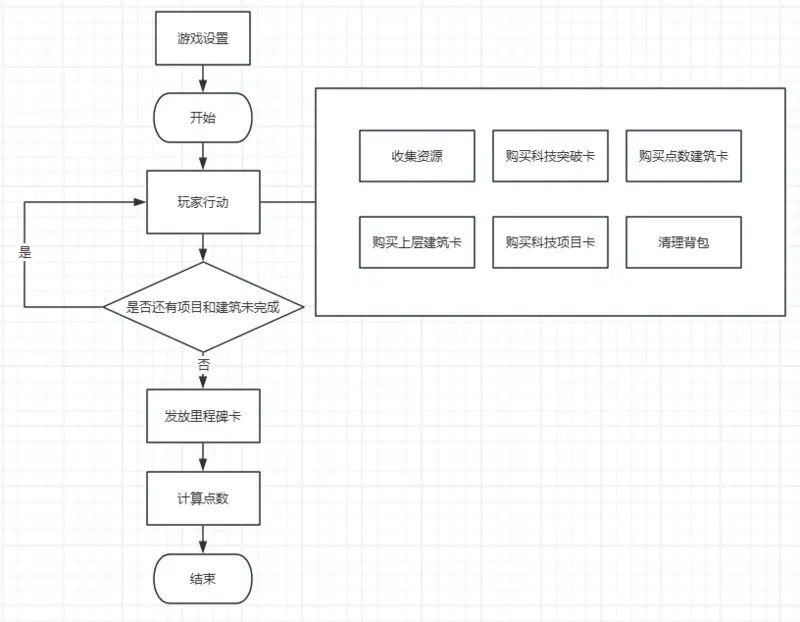 游戏设置
开始
玩家行动
收集资源
购买科技突破卡
购买点数建筑卡
购买上层建筑卡
购买科技项目卡
清理背包
是
是否还有项目和建筑未完成
否
发放里程碑卡
计算点数
结束